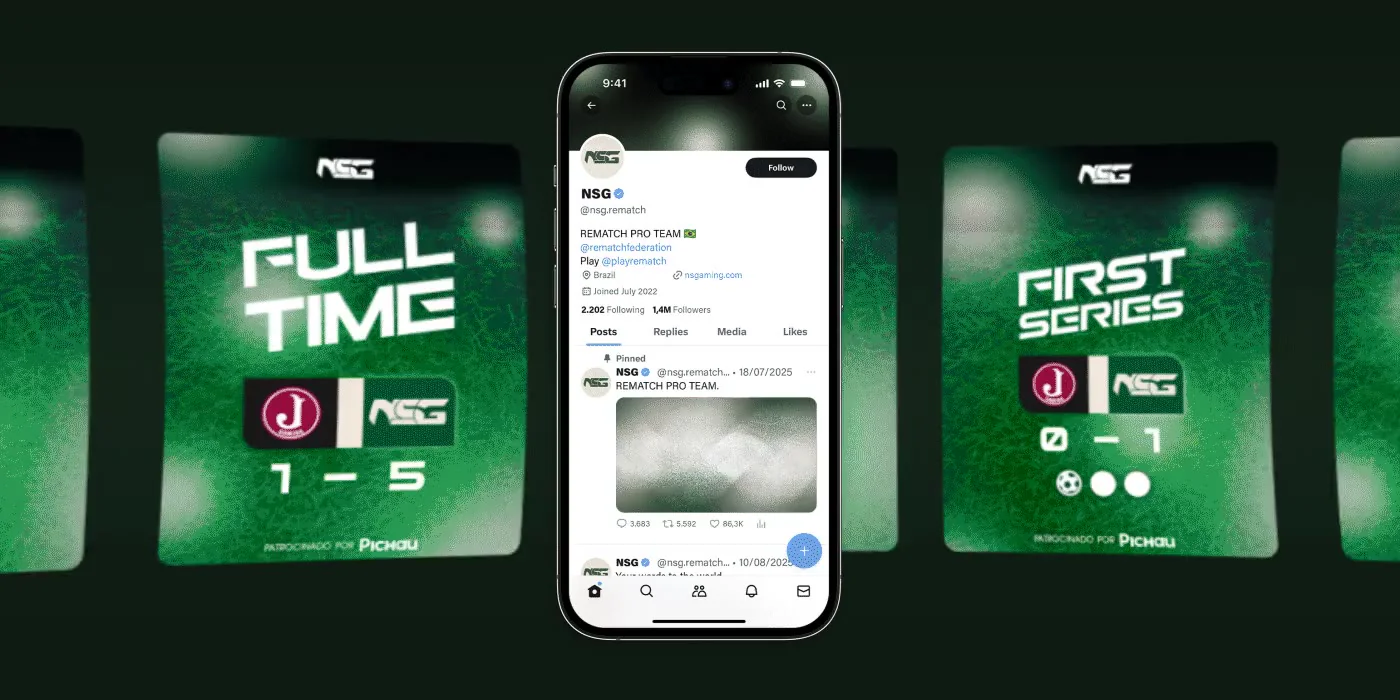 NSG
FULL
TIME
J
NSG
1 — 5
PATROCINADO POR PICHAU
9:41
NSG
Follow
NSG
@nsg.rematch
REMATCH PRO TEAM 🇧🇷
@rematchfederation
Play @playrematch
Brazil nsgaming.com
Joined July 2022
2.202 Following 1,4M Followers
Posts Replies Media Likes
Pinned
NSG @nsg.rematch... • 18/07/2025 ...
NSG
REMATCH PRO TEAM.
3.683 5.592 86,3K
NSG @nsg.rematch... • 10/08/2025
NSG
NSG
FIRST
SERIES
J
NSG
0 — 1
PATROCINADO POR PICHAU